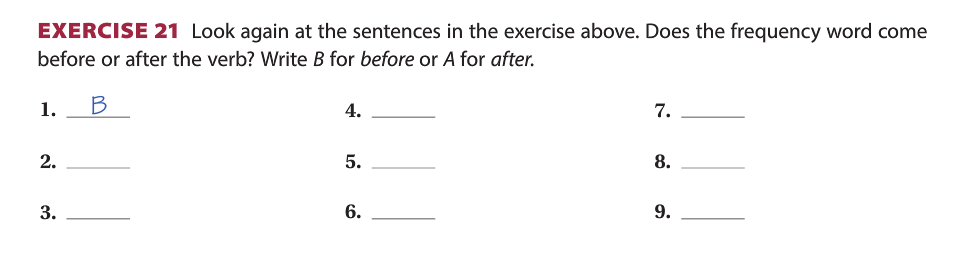 EXERCISE 21 Look again at the sentences in the exercise above. Does the frequency word come
before or after the verb? Write B for before or A for after.
1. B 4. ______ 7. ______
2. ______ 5. ______ 8. ______
3. ______ 6. ______ 9. ______